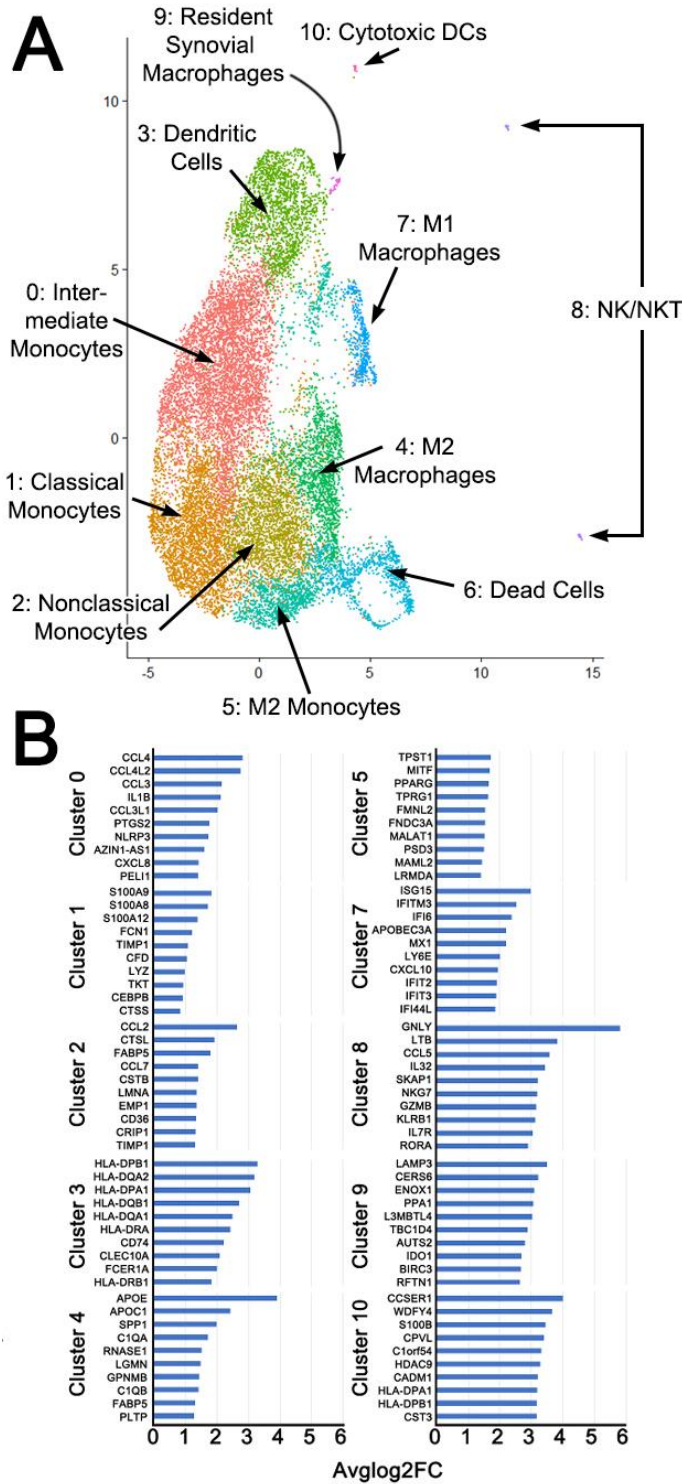 A
9: Resident
Synovial
Macrophages
10: Cytotoxic DCs
3: Dendritic
Cells
7: M1
Macrophages
0: Inter-
mediate
Monocytes
8: NK/NKT
4: M2
Macrophages
1: Classical
Monocytes
2: Nonclassical
Monocytes
6: Dead Cells
5: M2 Monocytes
10
5
0
-5
0
5
10
15
B
Cluster 0
CCL4
CCL4L2
CCL3
IL1B
CCL3L1
PTGS2
NLRP3
AZIN1-AS1
CXCL8
PELI1
Cluster 1
S100A9
S100A8
S100A12
FCN1
TIMP1
CFD
LYZ
TKT
CEBPB
CTSS
Cluster 2
CCL2
CTSL
FABP5
CCL7
CSTB
LMNA
EMP1
CD36
CRIP1
TIMP1
Cluster 3
HLA-DPB1
HLA-DQA2
HLA-DPA1
HLA-DQB1
HLA-DQA1
HLA-DRA
CD74
CLEC10A
FCER1A
HLA-DRB1
Cluster 4
APOE
APOC1
SPP1
C1QA
RNASE1
LGMN
GPNMB
C1QB
FABP5
PLTP
0 1 2 3 4 5 6
Cluster 5
TPST1
MITF
PPARG
TPRG1
FMNL2
FNDC3A
MALAT1
PSD3
MAML2
LRMDA
Cluster 7
ISG15
IFITM3
IFI6
APOBEC3A
MX1
LY6E
CXCL10
IFIT2
IFIT3
IFI44L
Cluster 8
GNLY
LTB
CCL5
IL32
SKAP1
NKG7
GZMB
KLRB1
IL7R
RORA
Cluster 9
LAMP3
CERS6
ENOX1
PPA1
L3MBTL4
TBC1D4
AUTS2
IDO1
BIRC3
RFTN1
Cluster 10
CCSER1
WDFY4
S100B
CPVL
C1orf54
HDAC9
CADM1
HLA-DPA1
HLA-DPB1
CST3
0 1 2 3 4 5 6
Avglog2FC